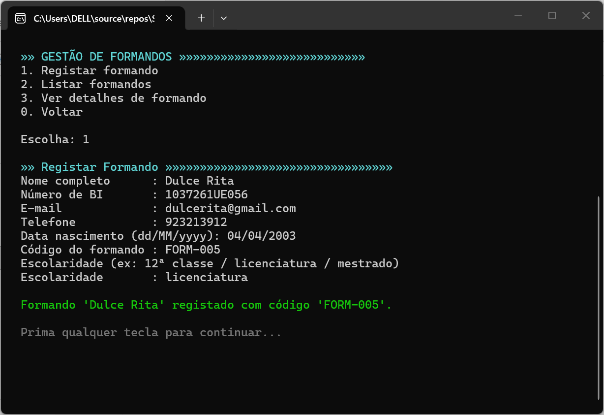 C:\Users\DELL\source\repos\S
»» GESTÃO DE FORMANDOS »»»»»»»»»»»»»»»»»»»»»»»»»»»
1. Registar formando
2. Listar formandos
3. Ver detalhes de formando
0. Voltar
Escolha: 1
»» Registar Formando »»»»»»»»»»»»»»»»»»»»»»»»»»»»»»»»»
Nome completo      : Dulce Rita
Número de BI       : 1037261UE056
E-mail             : dulcerita@gmail.com
Telefone           : 923213912
Data nascimento (dd/MM/yyyy): 04/04/2003
Código do formando : FORM-005
Escolaridade (ex: 12ª classe / licenciatura / mestrado)
Escolaridade       : licenciatura
Formando 'Dulce Rita' registado com código 'FORM-005'.
Prima qualquer tecla para continuar...